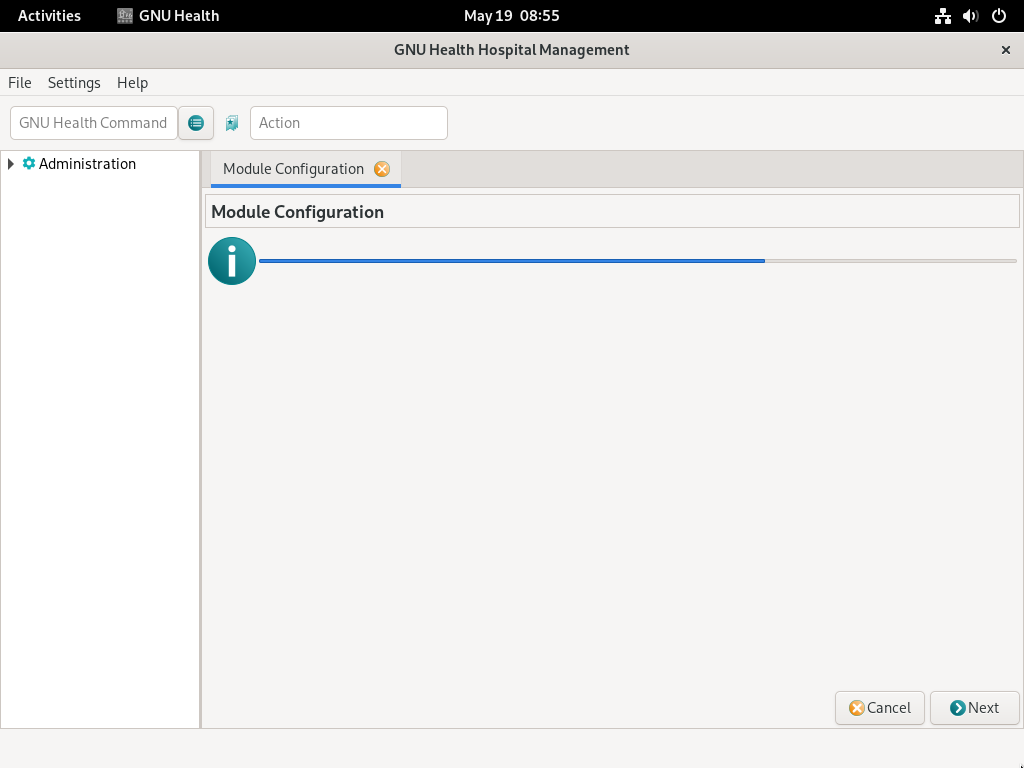 Activities GNU Health May 19 08:55
GNU Health Hospital Management
File Settings Help
GNU Health Command Action
Administration
Module Configuration
Module Configuration
Cancel Next